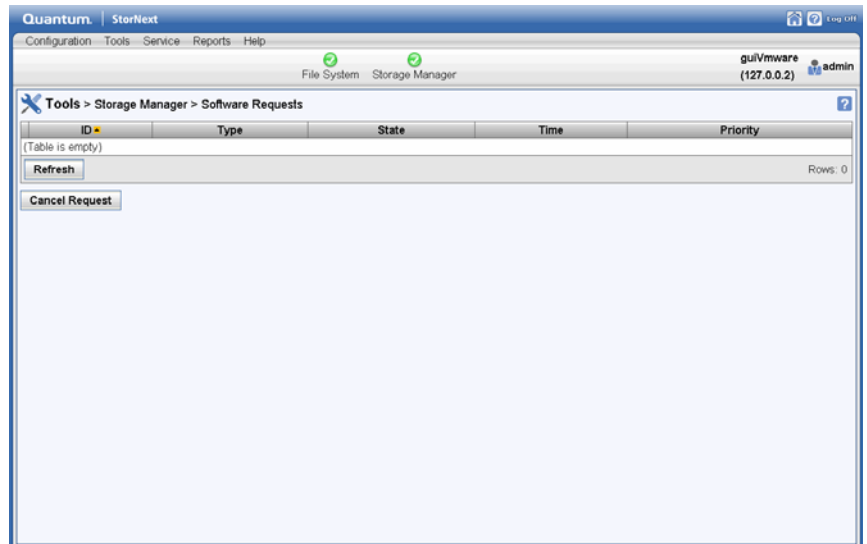 Quantum. StorNext Log Off
Configuration Tools Service Reports Help
File System Storage Manager
guiVmware
(127.0.0.2)
admin
Tools > Storage Manager > Software Requests
ID Type State Time Priority
(Table is empty)
Refresh Rows: 0
Cancel Request